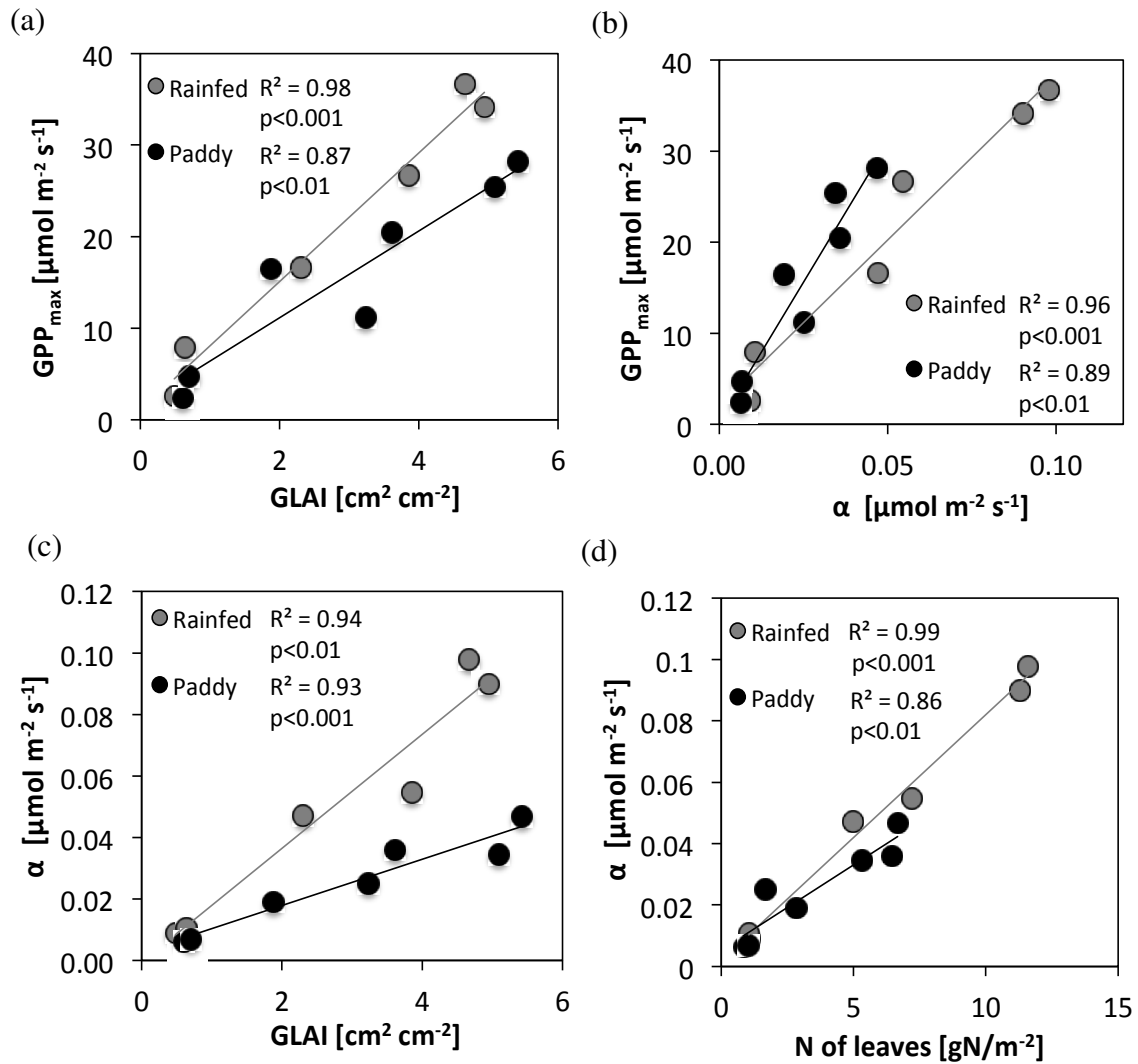 (a)
40
30
20
10
0
GPPmax [µmol m-2 s-1]
Rainfed R² = 0.98
p<0.001
Paddy R² = 0.87
p<0.01
0 2 4 6
GLAI [cm² cm-2]
(b)
40
30
20
10
0
GPPmax [µmol m-2 s-1]
Rainfed R² = 0.96
p<0.001
Paddy R² = 0.89
p<0.01
0.00 0.05 0.10
α [µmol m-2 s-1]
(c)
0.12
0.10
0.08
0.06
0.04
0.02
0.00
α [µmol m-2 s-1]
Rainfed R² = 0.94
p<0.01
Paddy R² = 0.93
p<0.001
0 2 4 6
GLAI [cm² cm-2]
(d)
0.12
0.1
0.08
0.06
0.04
0.02
0
α [µmol m-2 s-1]
Rainfed R² = 0.99
p<0.001
Paddy R² = 0.86
p<0.01
0 5 10 15
N of leaves [gN/m-2]